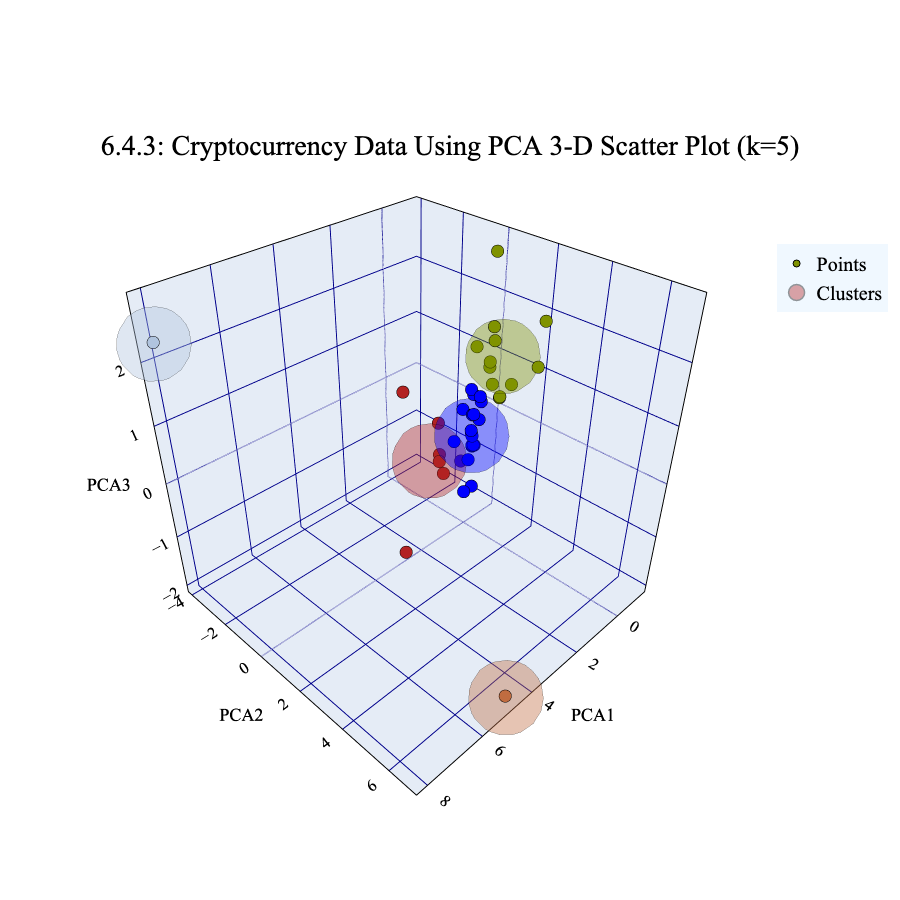 6.4.3: Cryptocurrency Data Using PCA 3-D Scatter Plot (k=5)
Points
Clusters
2
1
0
−1
−2
PCA3
−4
−2
0
2
4
6
PCA2
0
2
4
6
8
PCA1